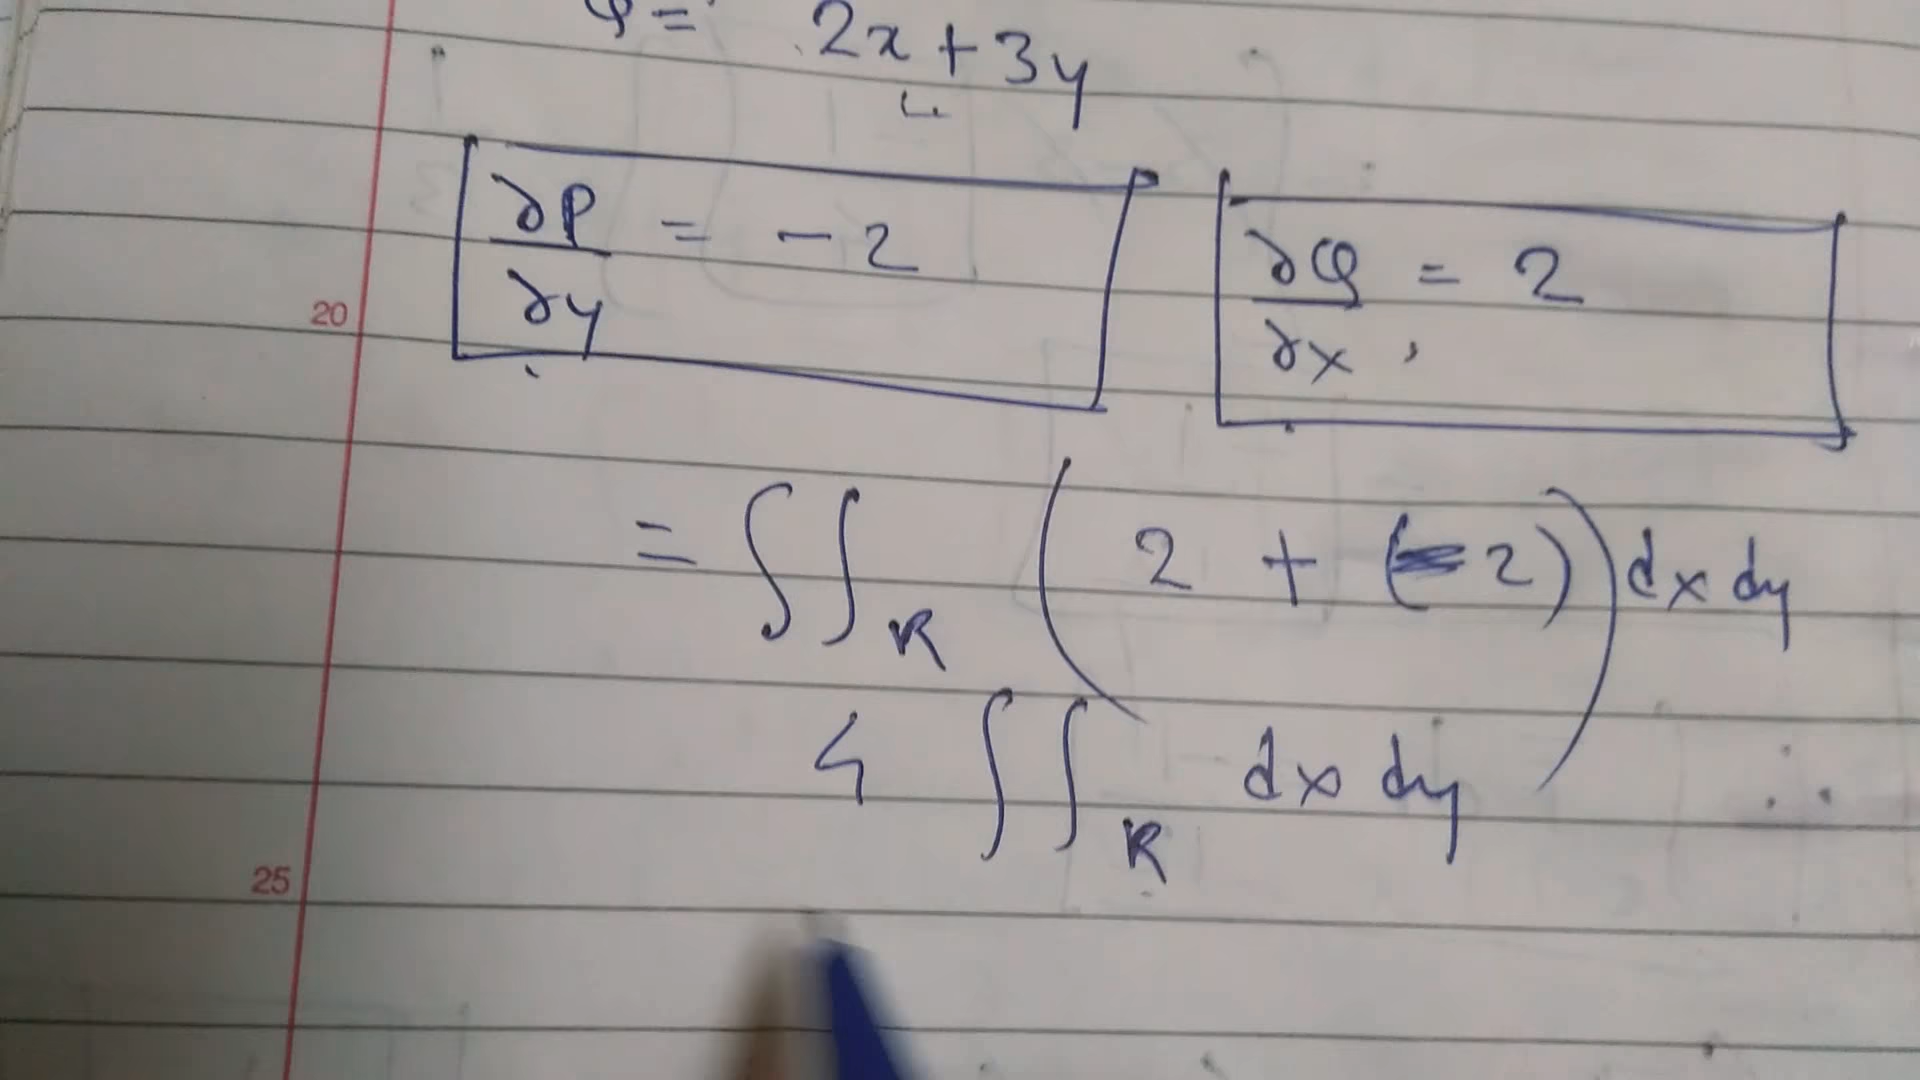 Q = 2x + 3y
∂P/∂y = -2 ∂Q/∂x = 2
20
= ∫∫_R (2 + (-2)) dx dy
4 ∫∫_R dx dy
25